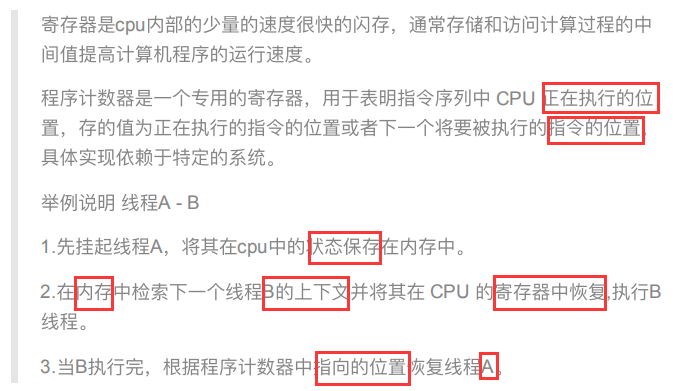 寄存器是cpu内部的少量的速度很快的闪存，通常存储和访问计算过程的中
间值提高计算机程序的运行速度。
程序计数器是一个专用的寄存器，用于表明指令序列中 CPU 正在执行的位
置，存的值为正在执行的指令的位置或者下一个将要被执行的指令的位置，
具体实现依赖于特定的系统。
举例说明 线程A - B
1.先挂起线程A，将其在cpu中的状态保存在内存中。
2.在内存中检索下一个线程B的上下文并将其在 CPU 的寄存器中恢复,执行B
线程。
3.当B执行完，根据程序计数器中指向的位置恢复线程A。